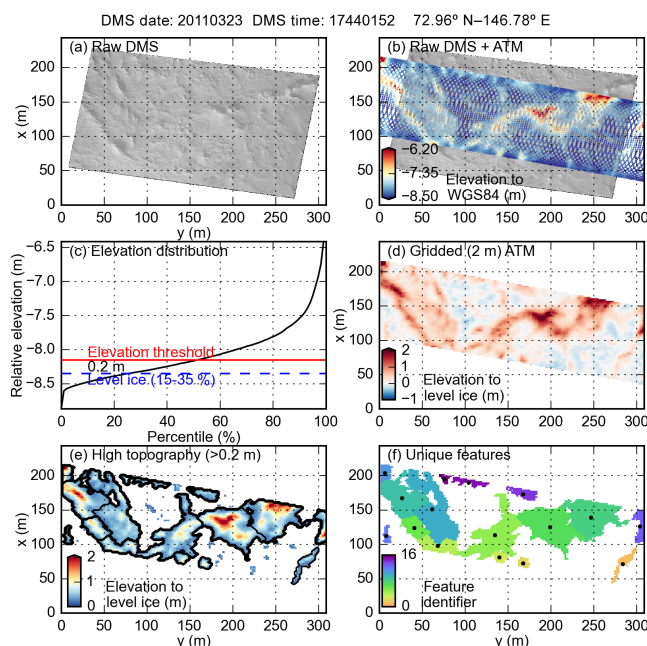 DMS date: 20110323 DMS time: 17440152 72.96º N–146.78º E
(a) Raw DMS
200
150
100
50
0
x (m)
0 50 100 150 200 250 300
y (m)
(b) Raw DMS + ATM
200
150
100
50
0
x (m)
−6.20
−7.35
−8.50
Elevation to
WGS84 (m)
0 50 100 150 200 250 300
(c) Elevation distribution
−6.5
−7.0
−7.5
−8.0
−8.5
Relative elevation (m)
Elevation threshold
0.2 m
Level ice (15-35.%)
0 20 40 60 80 100
Percentile (%)
(d) Gridded (2 m) ATM
200
150
100
50
0
x (m)
2
1
0
−1
Elevation to
level ice (m)
0 50 100 150 200 250 300
(e) High topography (>0.2 m)
200
150
100
50
0
x (m)
2
1
0
Elevation to
level ice (m)
0 50 100 150 200 250 300
y (m)
(f) Unique features
200
150
100
50
0
x (m)
16
0
Feature
identifier
0 50 100 150 200 250 300
y (m)